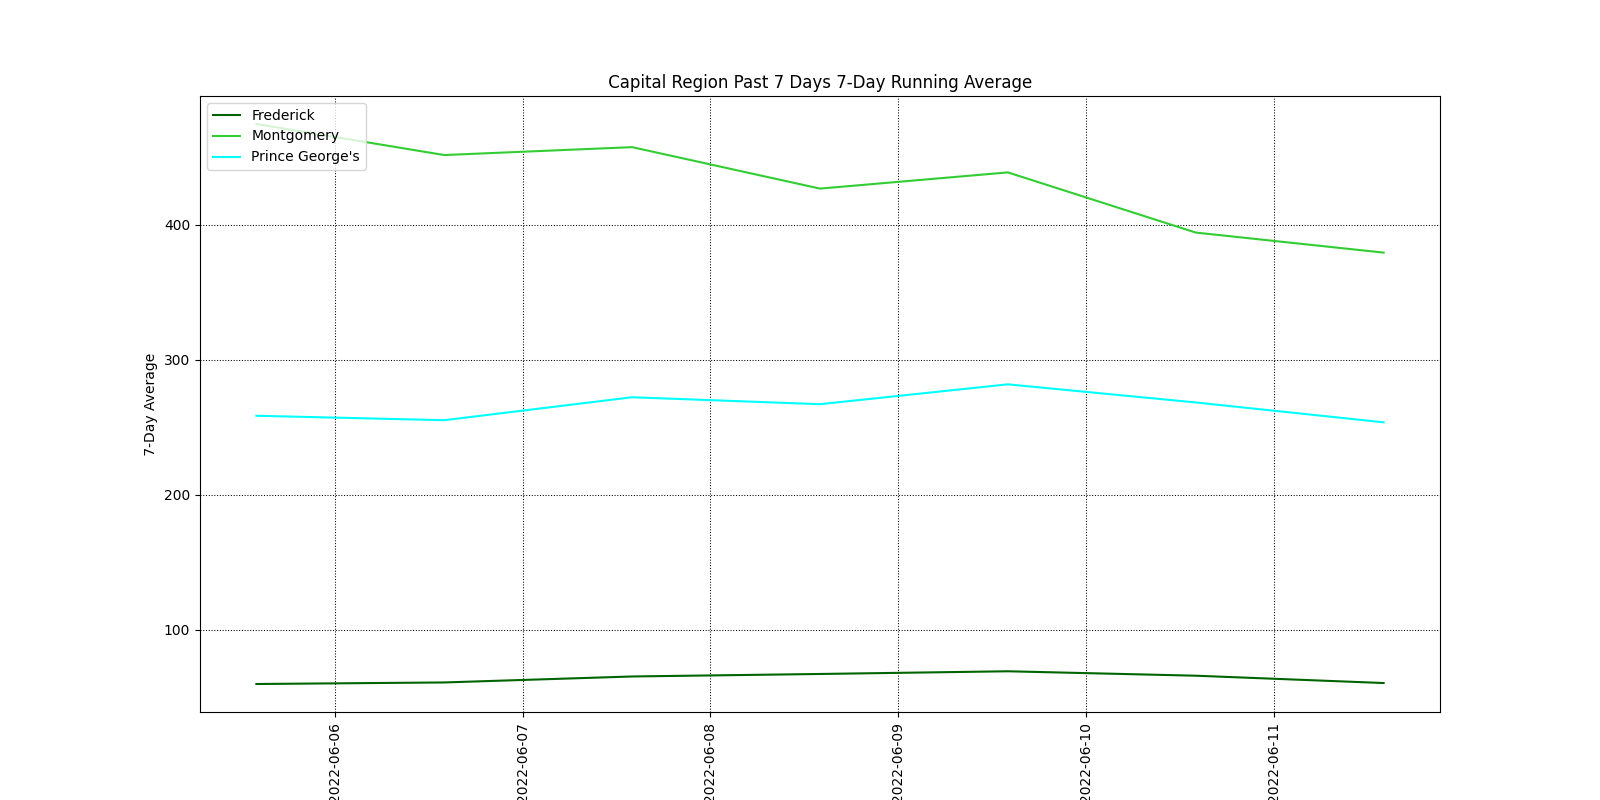 Capital Region Past 7 Days 7-Day Running Average
Frederick
Montgomery
Prince George's
7-Day Average
400
300
200
100
2022-06-06
2022-06-07
2022-06-08
2022-06-09
2022-06-10
2022-06-11